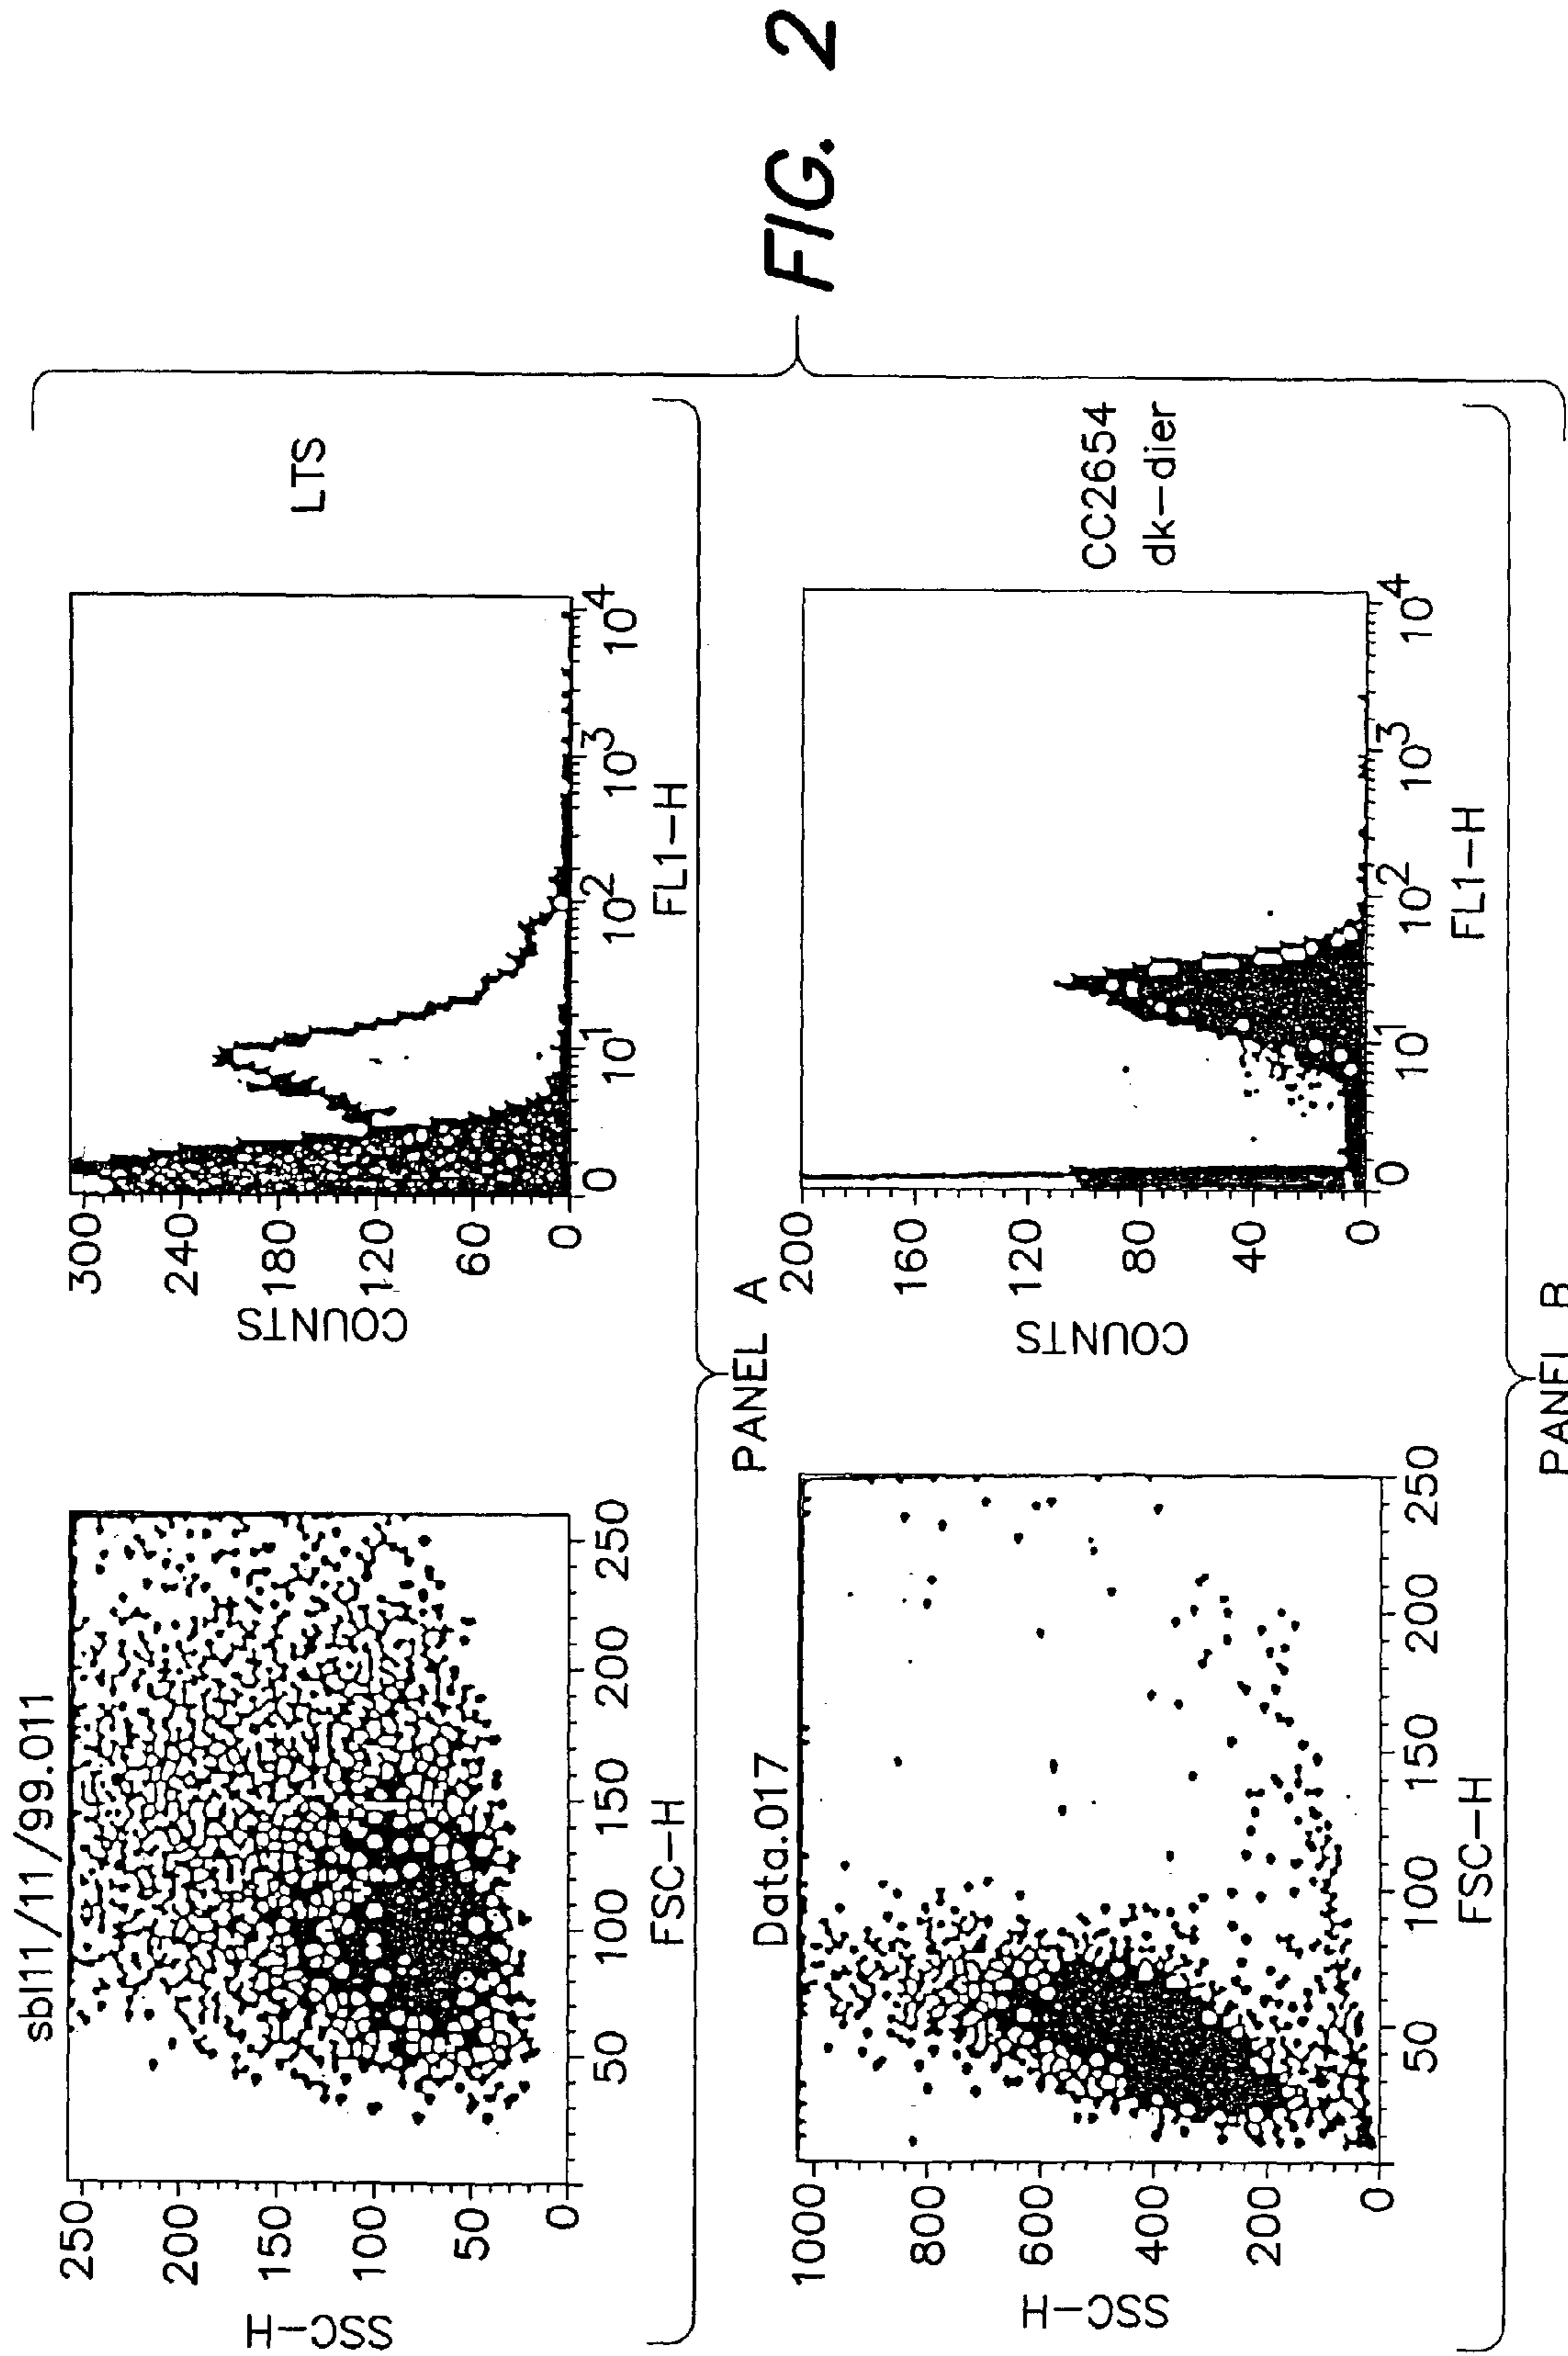 sbl11/11/99.011
SSC-H
250
200
150
100
50
0
50
100
150
200
250
FSC-H
COUNTS
300
240
180
120
60
0
0
10^1
10^2
10^3
10^4
FL1-H
LTS
PANEL A
Data.017
SSC-H
1000
800
600
400
200
0
50
100
150
200
250
FSC-H
COUNTS
200
160
120
80
40
0
0
10^1
10^2
10^3
10^4
FL1-H
CC2654
dk-dier
PANEL B
FIG. 2